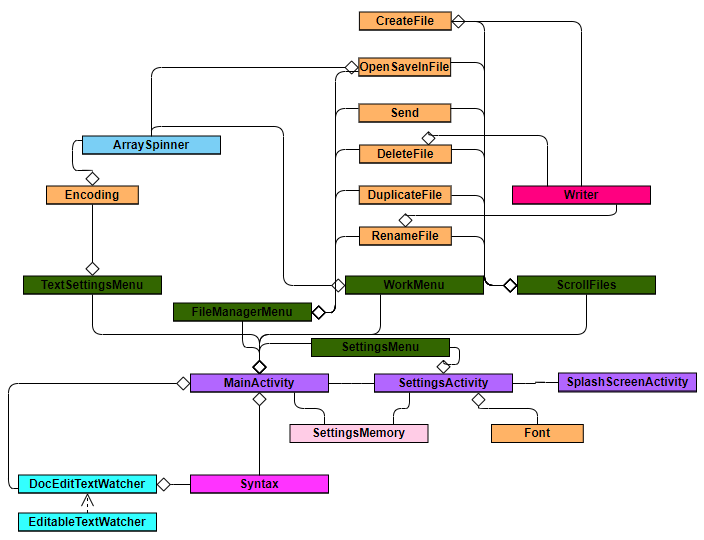 CreateFile
OpenSaveInFile
Send
ArraySpinner
DeleteFile
Encoding
DuplicateFile
Writer
RenameFile
TextSettingsMenu
WorkMenu
ScrollFiles
FileManagerMenu
SettingsMenu
MainActivity
SettingsActivity
SplashScreenActivity
SettingsMemory
Font
DocEditTextWatcher
Syntax
EditableTextWatcher